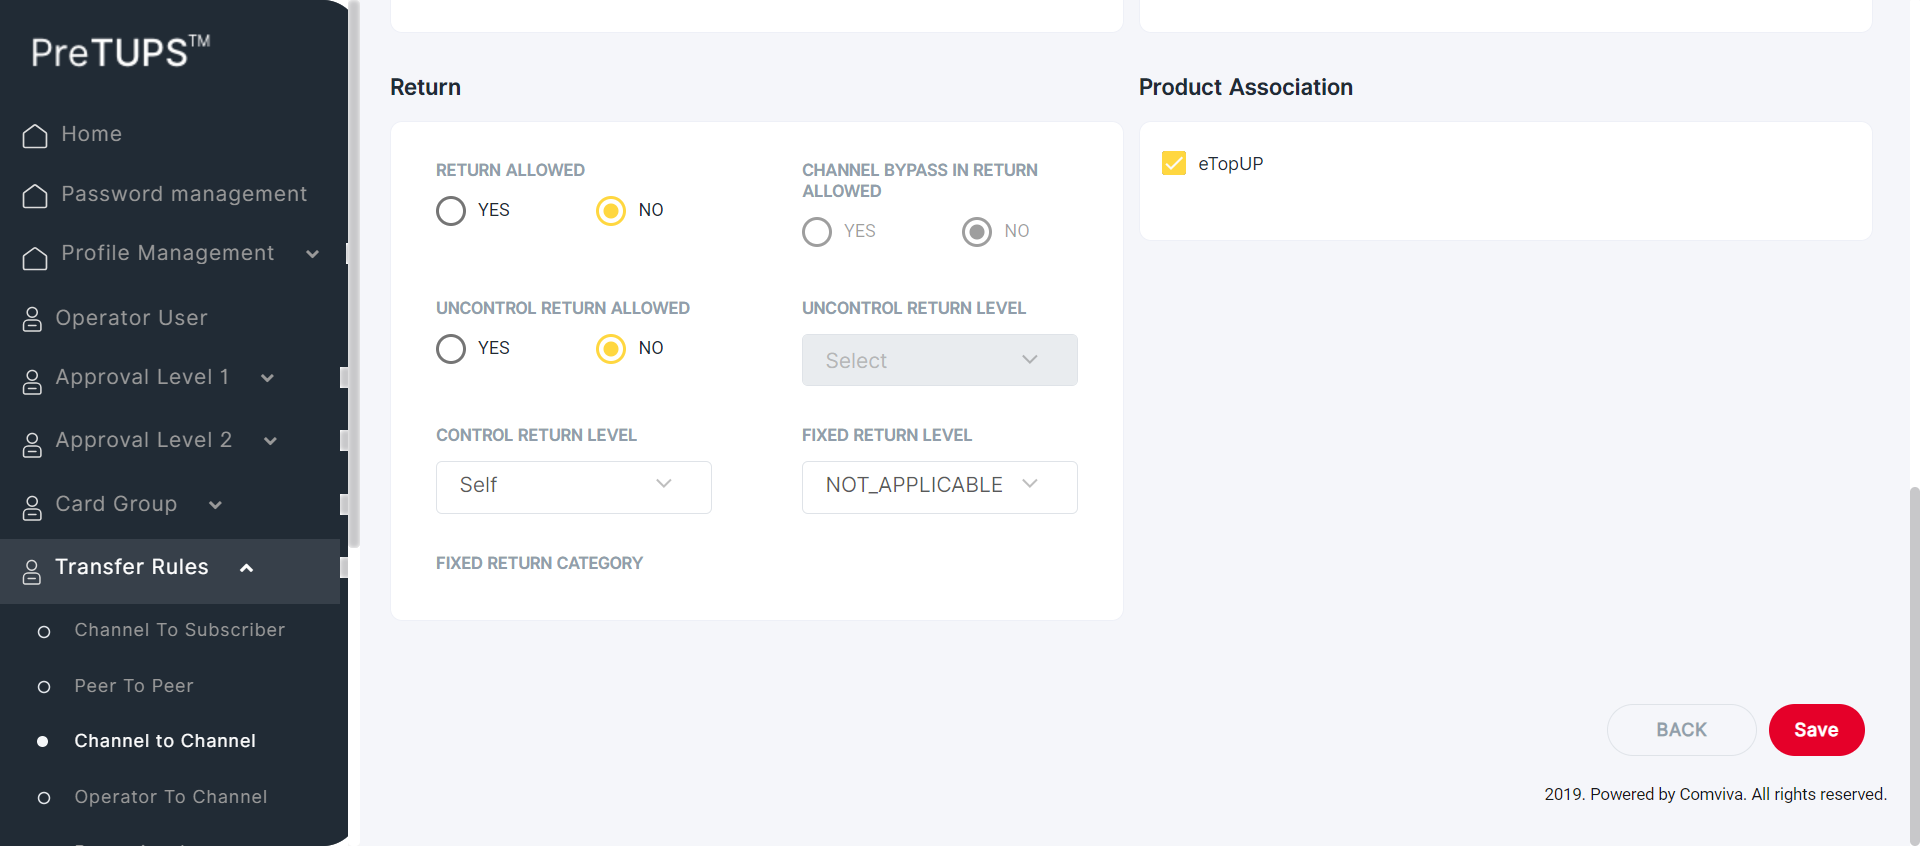 PreTUPS™
Home
Password management
Profile Management
Operator User
Approval Level 1
Approval Level 2
Card Group
Transfer Rules
Channel To Subscriber
Peer To Peer
Channel to Channel
Operator To Channel
Return
RETURN ALLOWED
YES NO
CHANNEL BYPASS IN RETURN
ALLOWED
YES NO
UNCONTROL RETURN ALLOWED
YES NO
UNCONTROL RETURN LEVEL
Select
CONTROL RETURN LEVEL
Self
FIXED RETURN LEVEL
NOT_APPLICABLE
FIXED RETURN CATEGORY
Product Association
eTopUP
BACK
Save
2019. Powered by Comviva. All rights reserved.